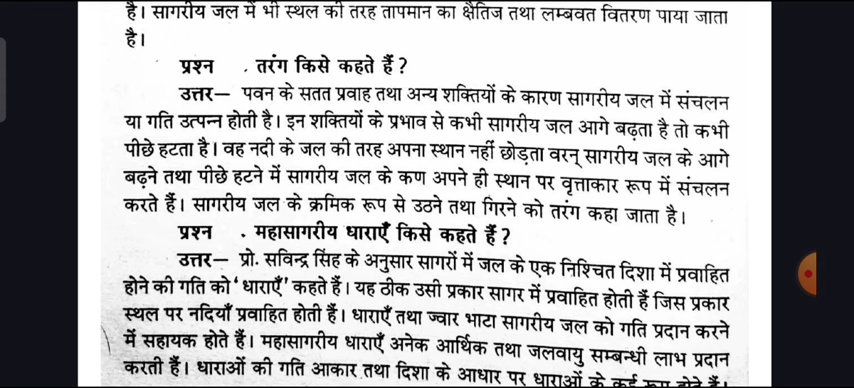 है। सागरीय जल में भी स्थल की तरह तापमान का क्षैतिज तथा लम्बवत वितरण पाया जाता
है।
प्रश्न . तरंग किसे कहते हैं?
उत्तर— पवन के सतत प्रवाह तथा अन्य शक्तियों के कारण सागरीय जल में संचलन
या गति उत्पन्न होती है। इन शक्तियों के प्रभाव से कभी सागरीय जल आगे बढ़ता है तो कभी
पीछे हटता है। वह नदी के जल की तरह अपना स्थान नहीं छोड़ता वरन् सागरीय जल के आगे
बढ़ने तथा पीछे हटने में सागरीय जल के कण अपने ही स्थान पर वृत्ताकार रूप में संचलन
करते हैं। सागरीय जल के क्रमिक रूप से उठने तथा गिरने को तरंग कहा जाता है।
प्रश्न . महासागरीय धाराएँ किसे कहते हैं?
उत्तर— प्रो. सविन्द्र सिंह के अनुसार सागरों में जल के एक निश्चित दिशा में प्रवाहित
होने की गति को 'धाराएँ' कहते हैं। यह ठीक उसी प्रकार सागर में प्रवाहित होती हैं जिस प्रकार
स्थल पर नदियाँ प्रवाहित होती हैं। धाराएँ तथा ज्वार भाटा सागरीय जल को गति प्रदान करने
में सहायक होते हैं। महासागरीय धाराएँ अनेक आर्थिक तथा जलवायु सम्बन्धी लाभ प्रदान
करती हैं। धाराओं की गति आकार तथा दिशा के आधार पर धाराओं के कई रूप होते हैं।